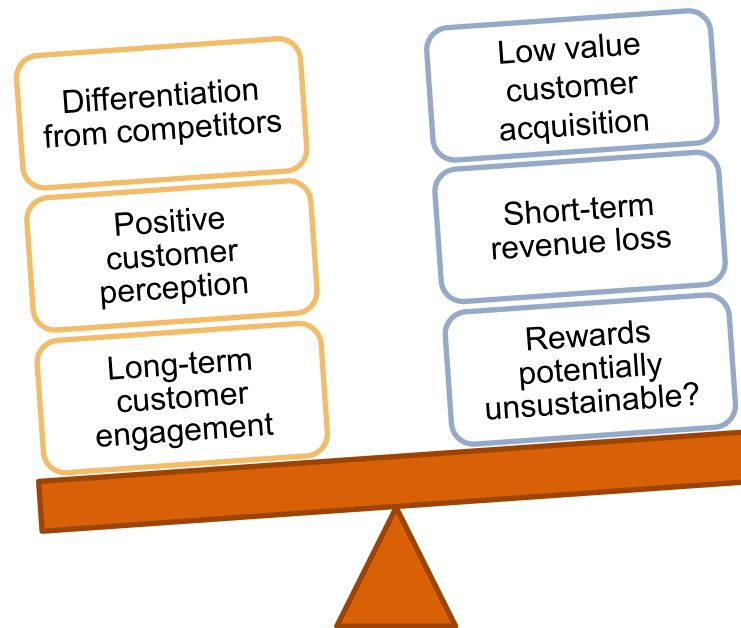 Differentiation
from competitors
Positive
customer
perception
Long-term
customer
engagement
Low value
customer
acquisition
Short-term
revenue loss
Rewards
potentially
unsustainable?